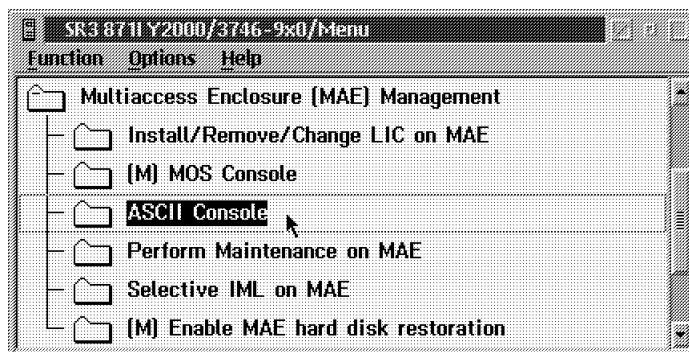 SR3 871I Y2000/3746-9x0/Menu
Function Options Help
Multiaccess Enclosure (MAE) Management
Install/Remove/Change LIC on MAE
(M) MOS Console
ASCII Console
Perform Maintenance on MAE
Selective IML on MAE
(M) Enable MAE hard disk restoration